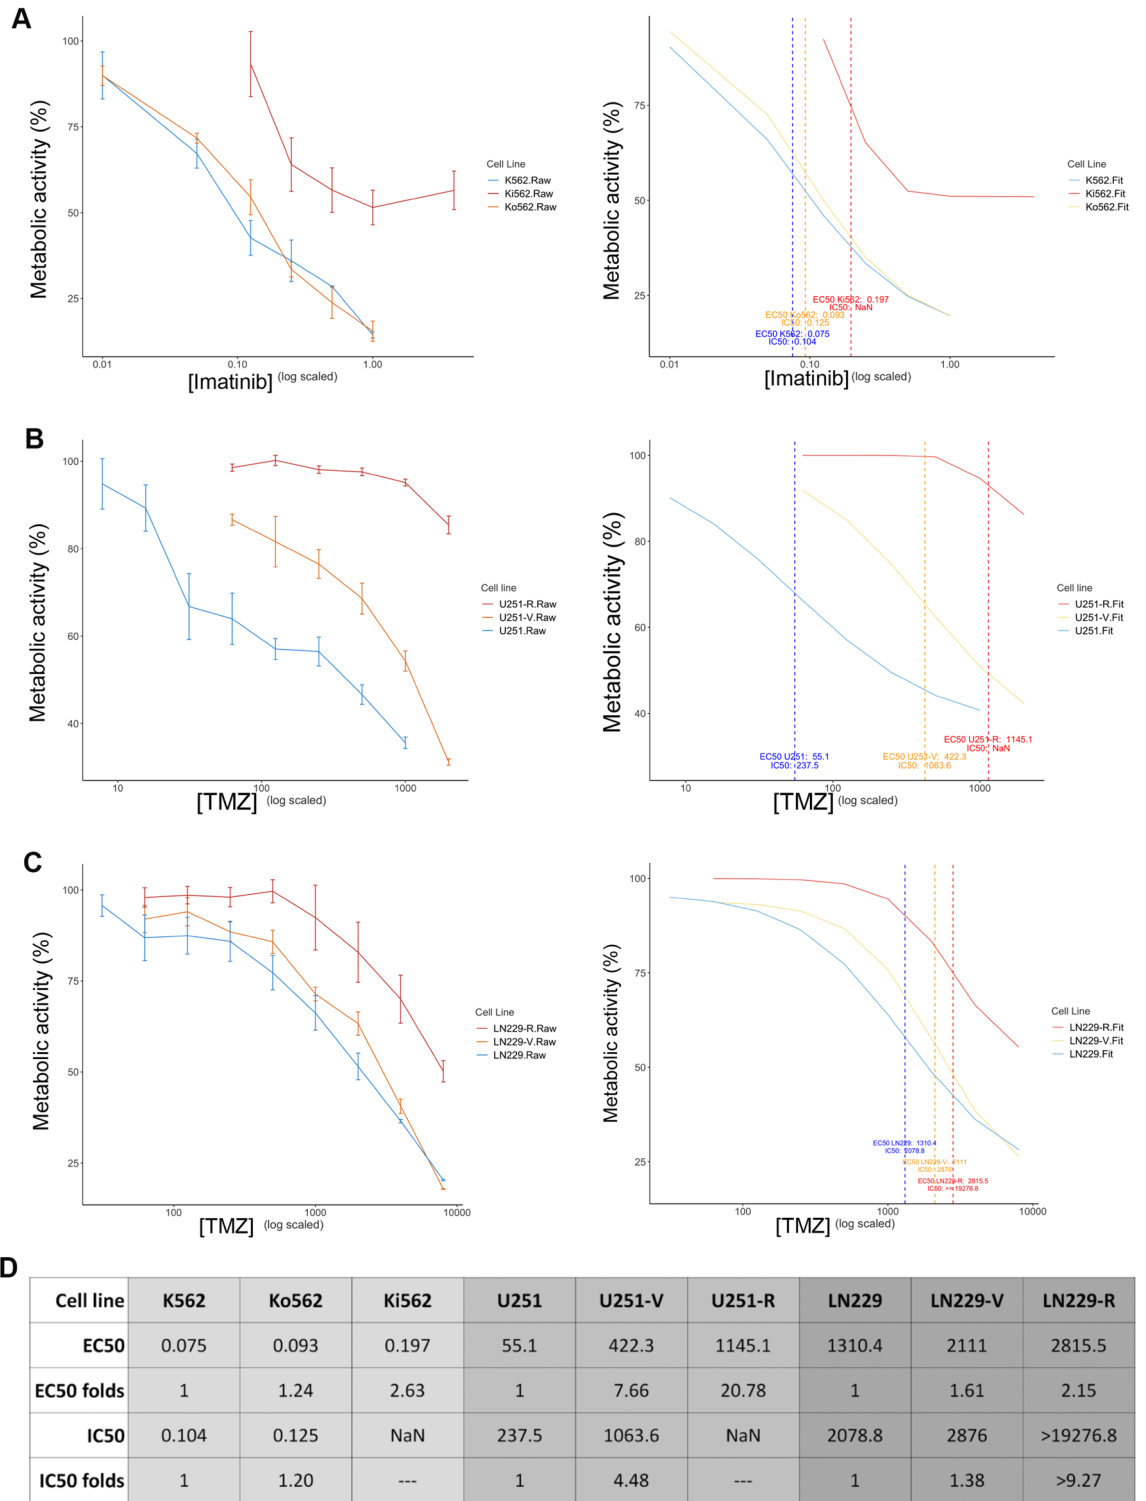 A
Metabolic activity (%)
100
75
50
25
0.01
0.10
1.00
[Imatinib] (log scaled)
Cell Line
K562.Raw
Ki562.Raw
Ko562.Raw
Metabolic activity (%)
75
50
25
EC50 Ki562: 0.197
IC50: NaN
EC50 Ko562: 0.093
IC50: 0.125
EC50 K562: 0.075
IC50: 0.104
0.01
0.10
1.00
[Imatinib] (log scaled)
Cell Line
K562.Fit
Ki562.Fit
Ko562.Fit
B
Metabolic activity (%)
100
80
60
40
10
100
1000
[TMZ] (log scaled)
Cell line
U251-R.Raw
U251-V.Raw
U251.Raw
Metabolic activity (%)
100
80
60
40
EC50 U251-R: 1145.1
IC50: NaN
EC50 U251: 55.1
IC50: 237.5
EC50 U251-V: 422.3
IC50: 1063.6
10
100
1000
[TMZ] (log scaled)
Cell line
U251-R.Fit
U251-V.Fit
U251.Fit
C
Metabolic activity (%)
100
75
50
25
100
1000
10000
[TMZ] (log scaled)
Cell Line
LN229-R.Raw
LN229-V.Raw
LN229.Raw
Metabolic activity (%)
100
75
50
25
EC50 LN229: 1310.4
IC50: 2078.8
EC50 LN229-V: 2111
IC50: 2876
EC50 LN229-R: 2815.5
IC50: >=19276.8
100
1000
10000
[TMZ] (log scaled)
Cell Line
LN229-R.Fit
LN229-V.Fit
LN229.Fit
D
Cell line K562 Ko562 Ki562 U251 U251-V U251-R LN229 LN229-V LN229-R
EC50 0.075 0.093 0.197 55.1 422.3 1145.1 1310.4 2111 2815.5
EC50 folds 1 1.24 2.63 1 7.66 20.78 1 1.61 2.15
IC50 0.104 0.125 NaN 237.5 1063.6 NaN 2078.8 2876 >19276.8
IC50 folds 1 1.20 --- 1 4.48 --- 1 1.38 >9.27